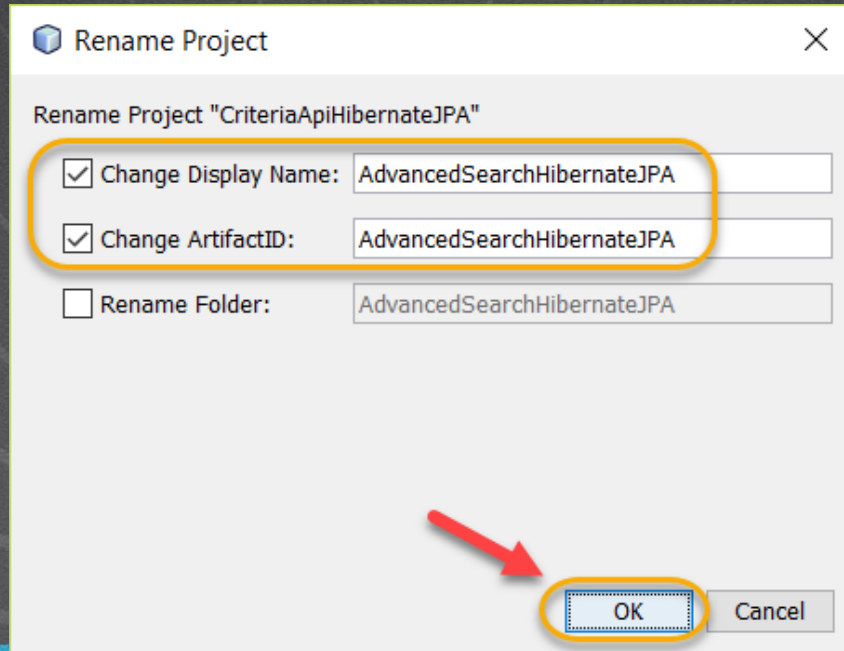 Rename Project
Rename Project "CriteriaApiHibernateJPA"
Change Display Name: AdvancedSearchHibernateJPA
Change ArtifactID: AdvancedSearchHibernateJPA
Rename Folder: AdvancedSearchHibernateJPA
OK Cancel